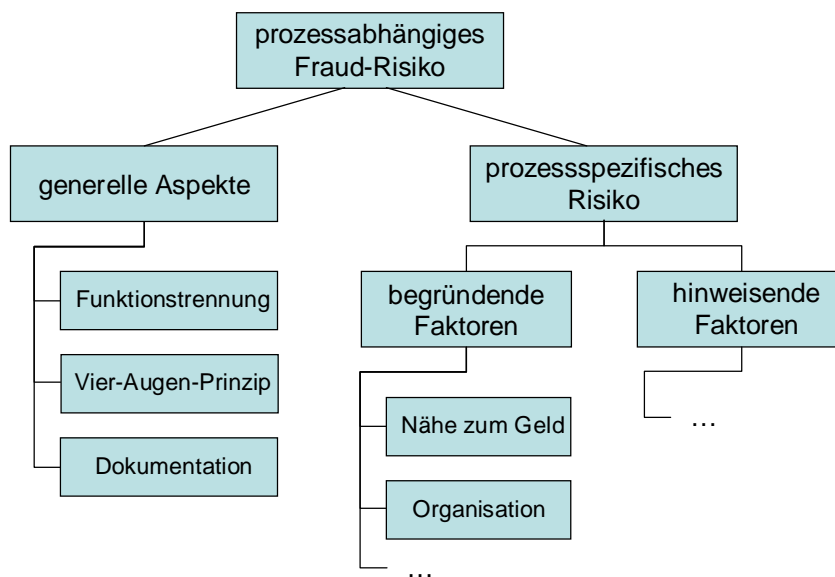 prozessabhängiges
Fraud-Risiko
generelle Aspekte
prozessspezifisches
Risiko
Funktionstrennung
Vier-Augen-Prinzip
Dokumentation
begründende
Faktoren
hinweisende
Faktoren
Nähe zum Geld
Organisation
…
…